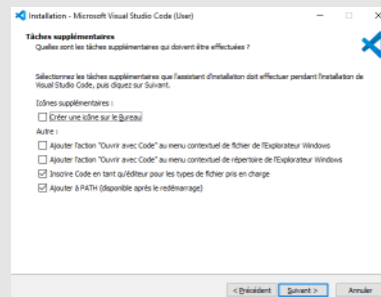 Installation - Microsoft Visual Studio Code (User)
Tâches supplémentaires
Quelles sont les tâches supplémentaires qui doivent être effectuées ?
Sélectionnez les tâches supplémentaires que l'assistant d'installation doit effectuer pendant l'installation de
Visual Studio Code, puis cliquez sur Suivant.
Icônes supplémentaires :
Créer une icône sur le Bureau
Autre :
Ajouter l'action "Ouvrir avec Code" au menu contextuel de fichier de l'Explorateur Windows
Ajouter l'action "Ouvrir avec Code" au menu contextuel de répertoire de l'Explorateur Windows
Inscrire Code en tant qu'éditeur pour les types de fichier pris en charge
Ajouter à PATH (disponible après le redémarrage)
< Précédent Suivant > Annuler